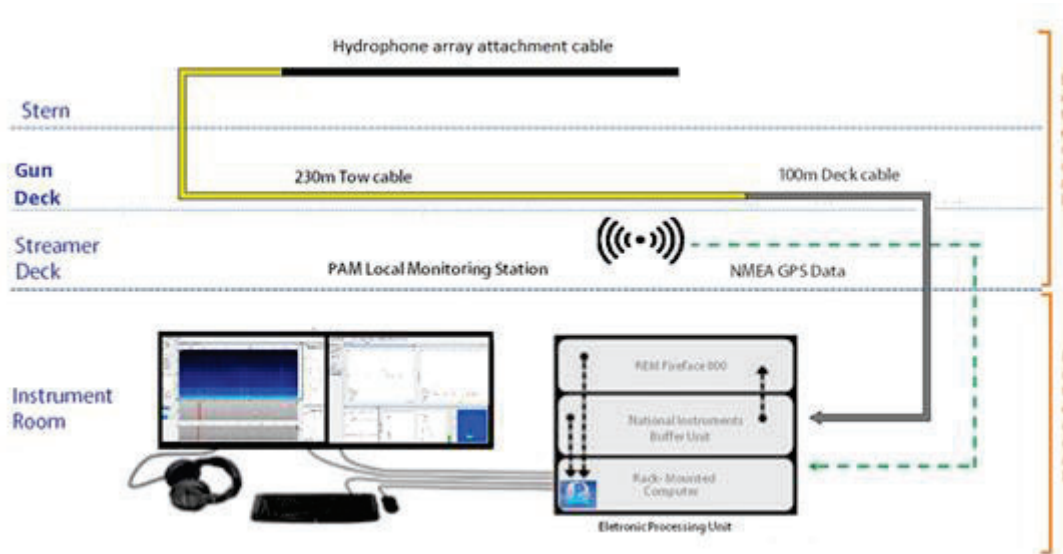 Hydrophone array attachment cable
Stern
Gun
Deck
230m Tow cable
100m Deck cable
Streamer
Deck
PAM Local Monitoring Station
NMEA GPS Data
Instrument
Room
REM Fireface 800
National Instruments
Buffer Unit
Rack- Mounted
Computer
Eletronic Processing Unit